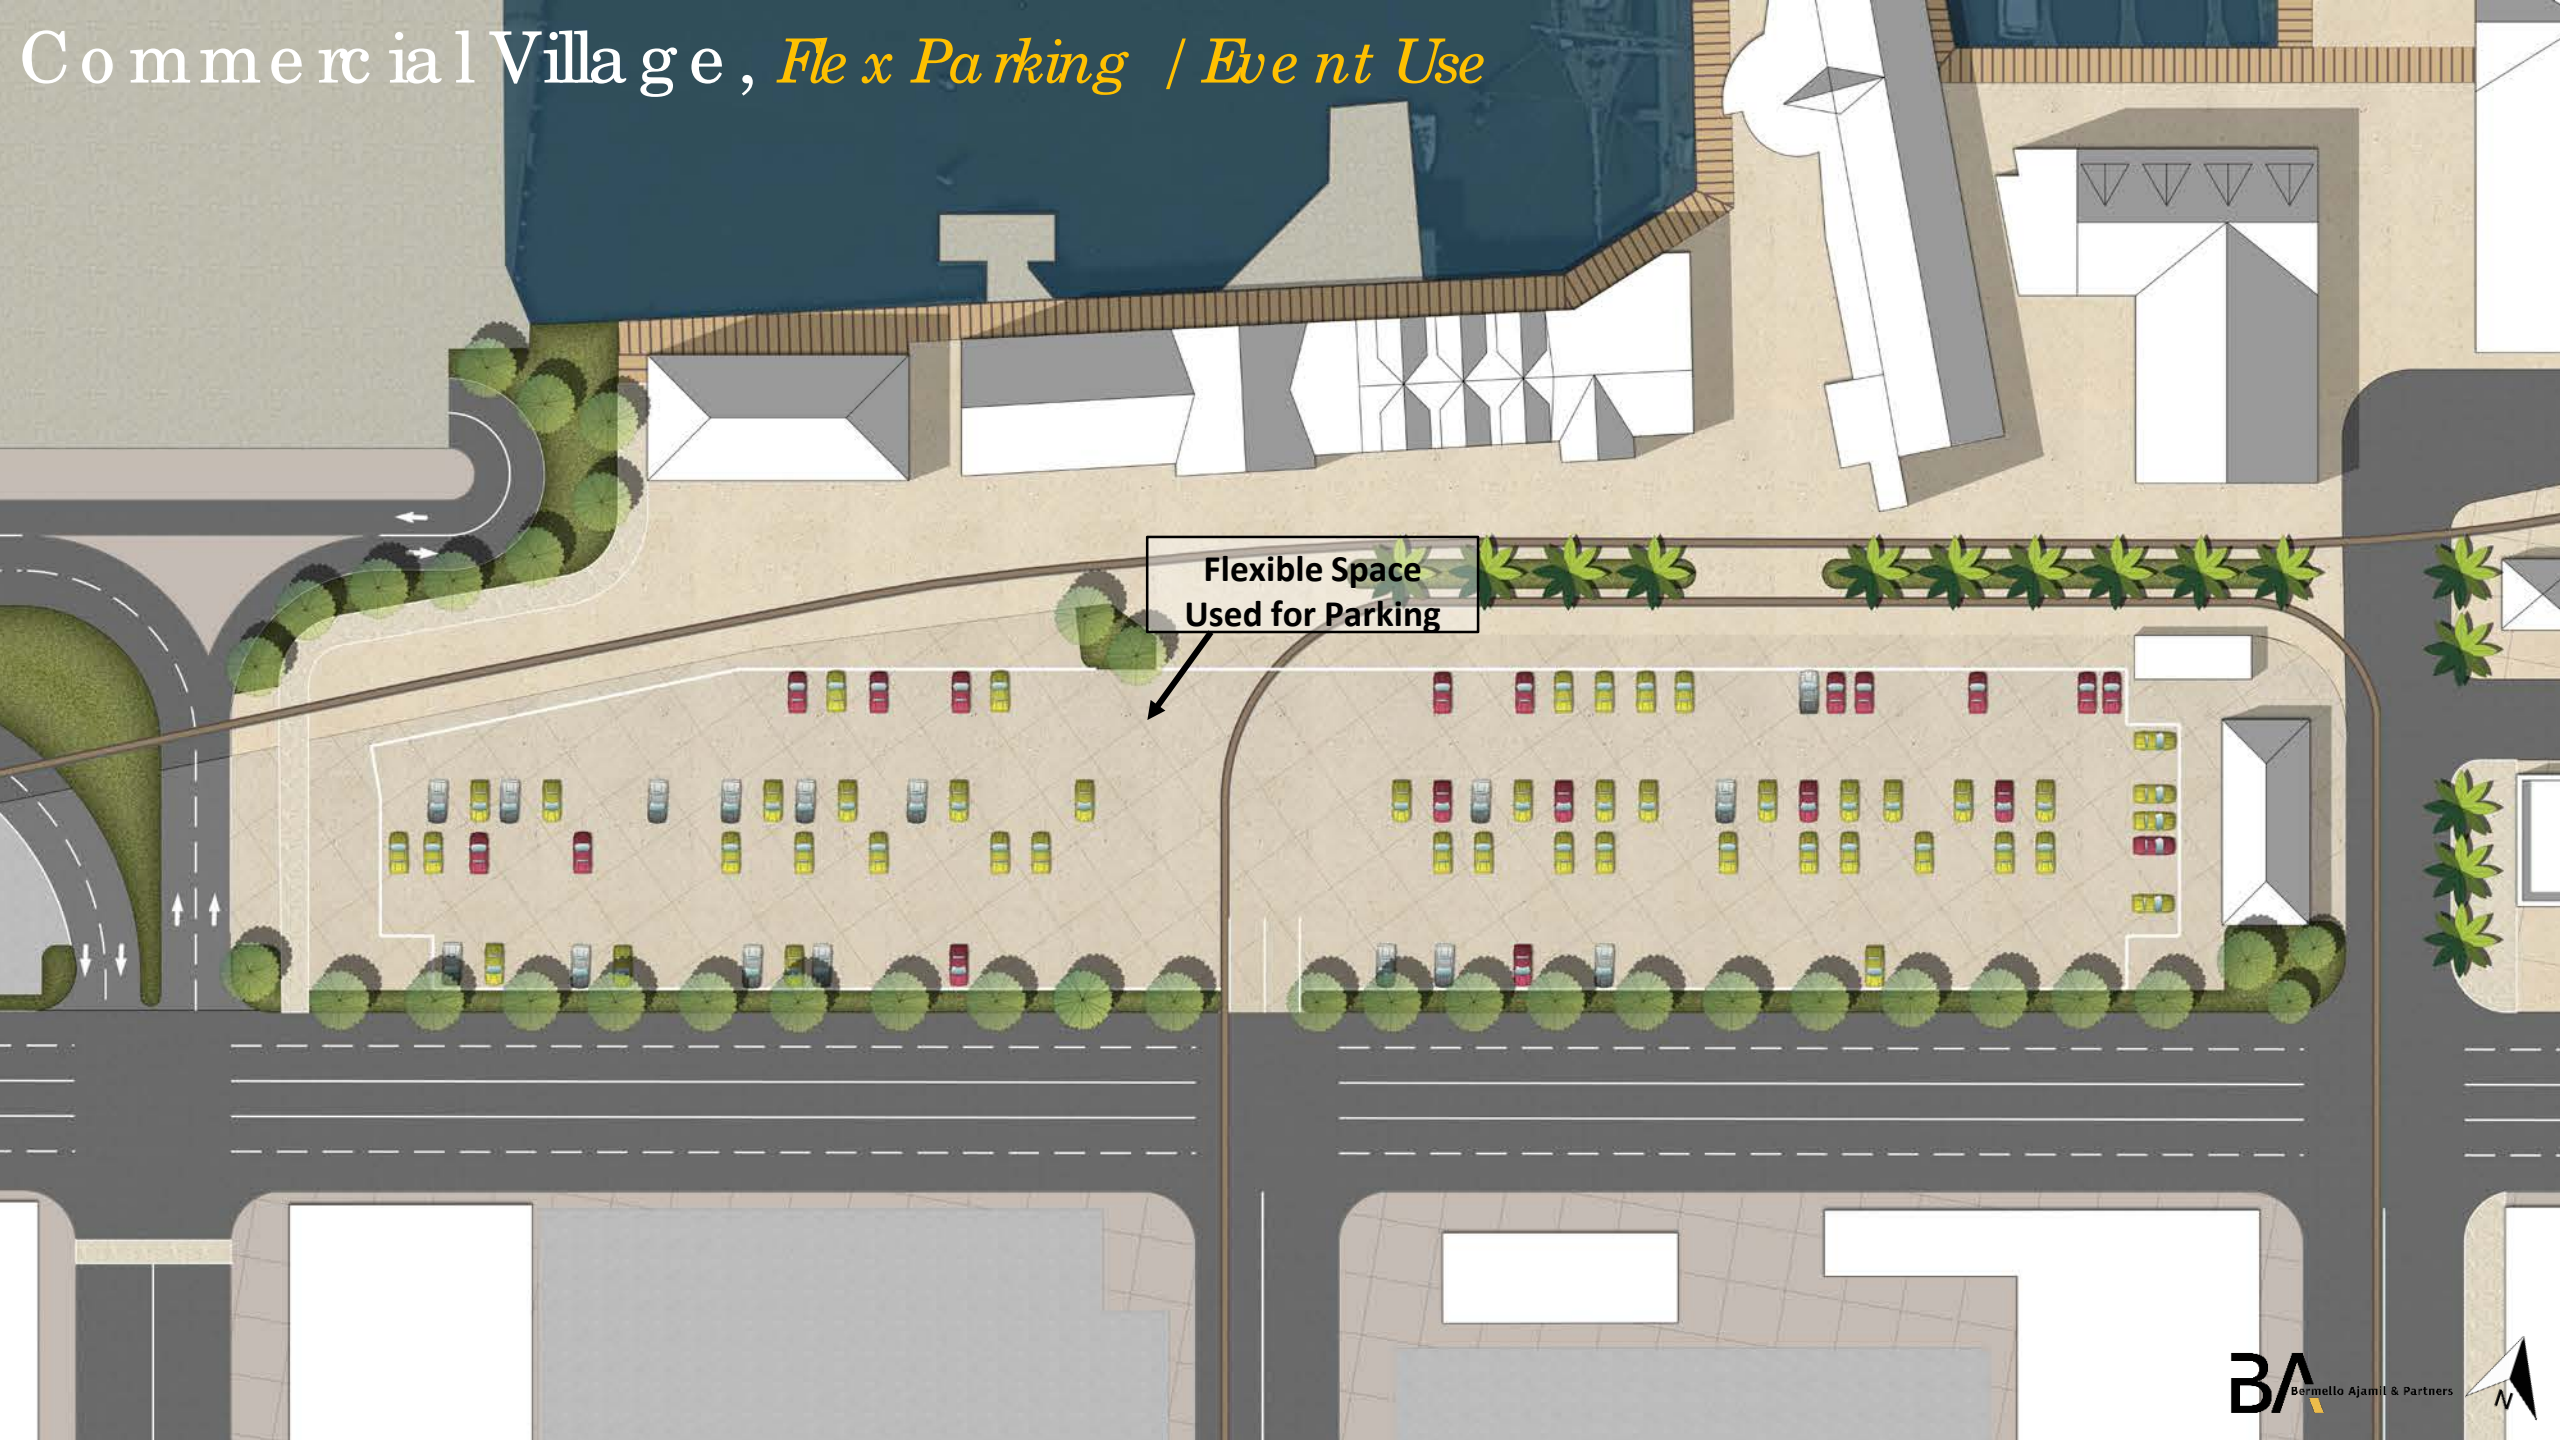 Commercial Village, Flex Parking / Event Use
Flexible Space
Used for Parking
BA
Bermello Ajamil & Partners
N